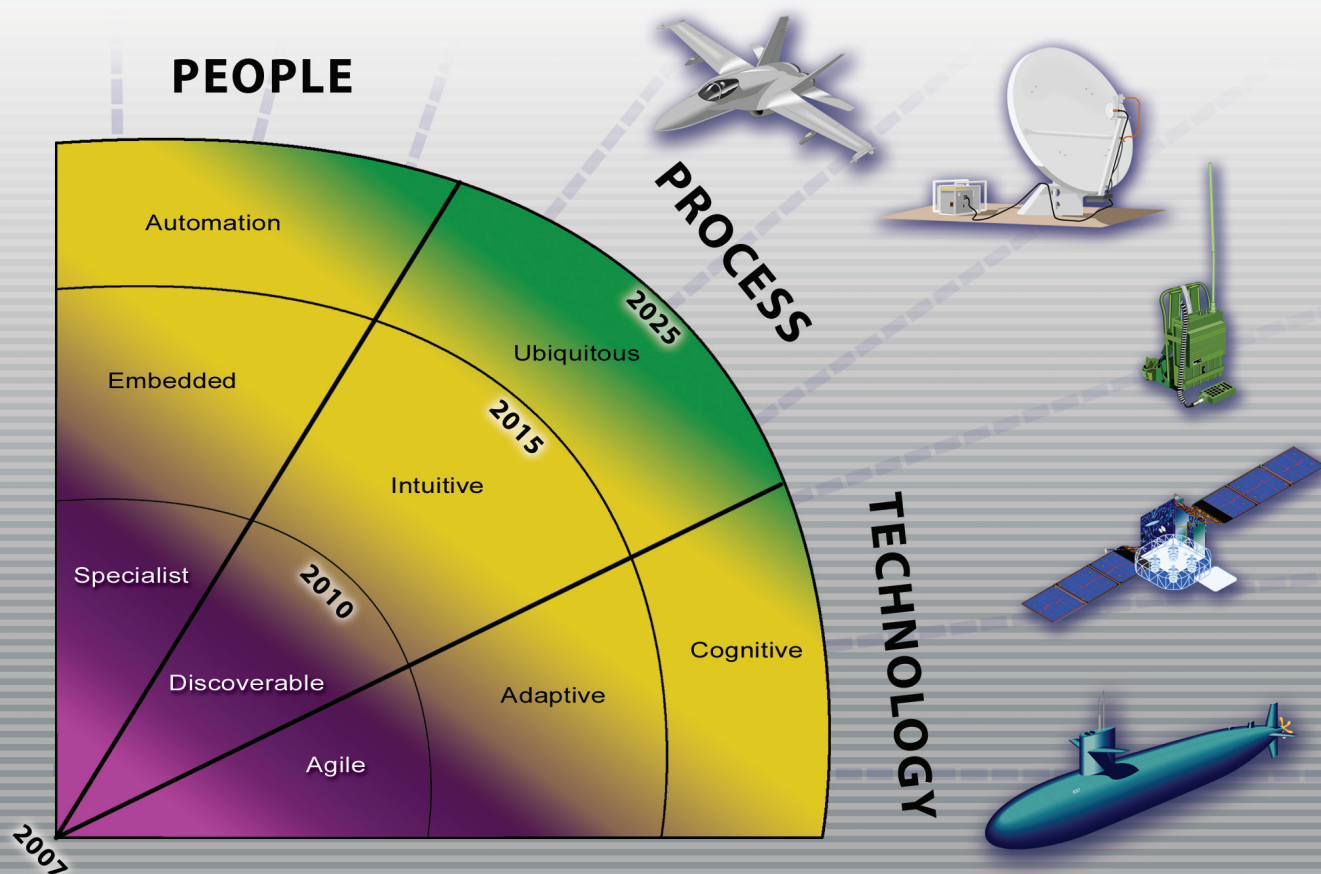 PEOPLE
PROCESS
TECHNOLOGY
Automation
Embedded
Specialist
Ubiquitous
Intuitive
Discoverable
Cognitive
Adaptive
Agile
2025
2015
2010
2007